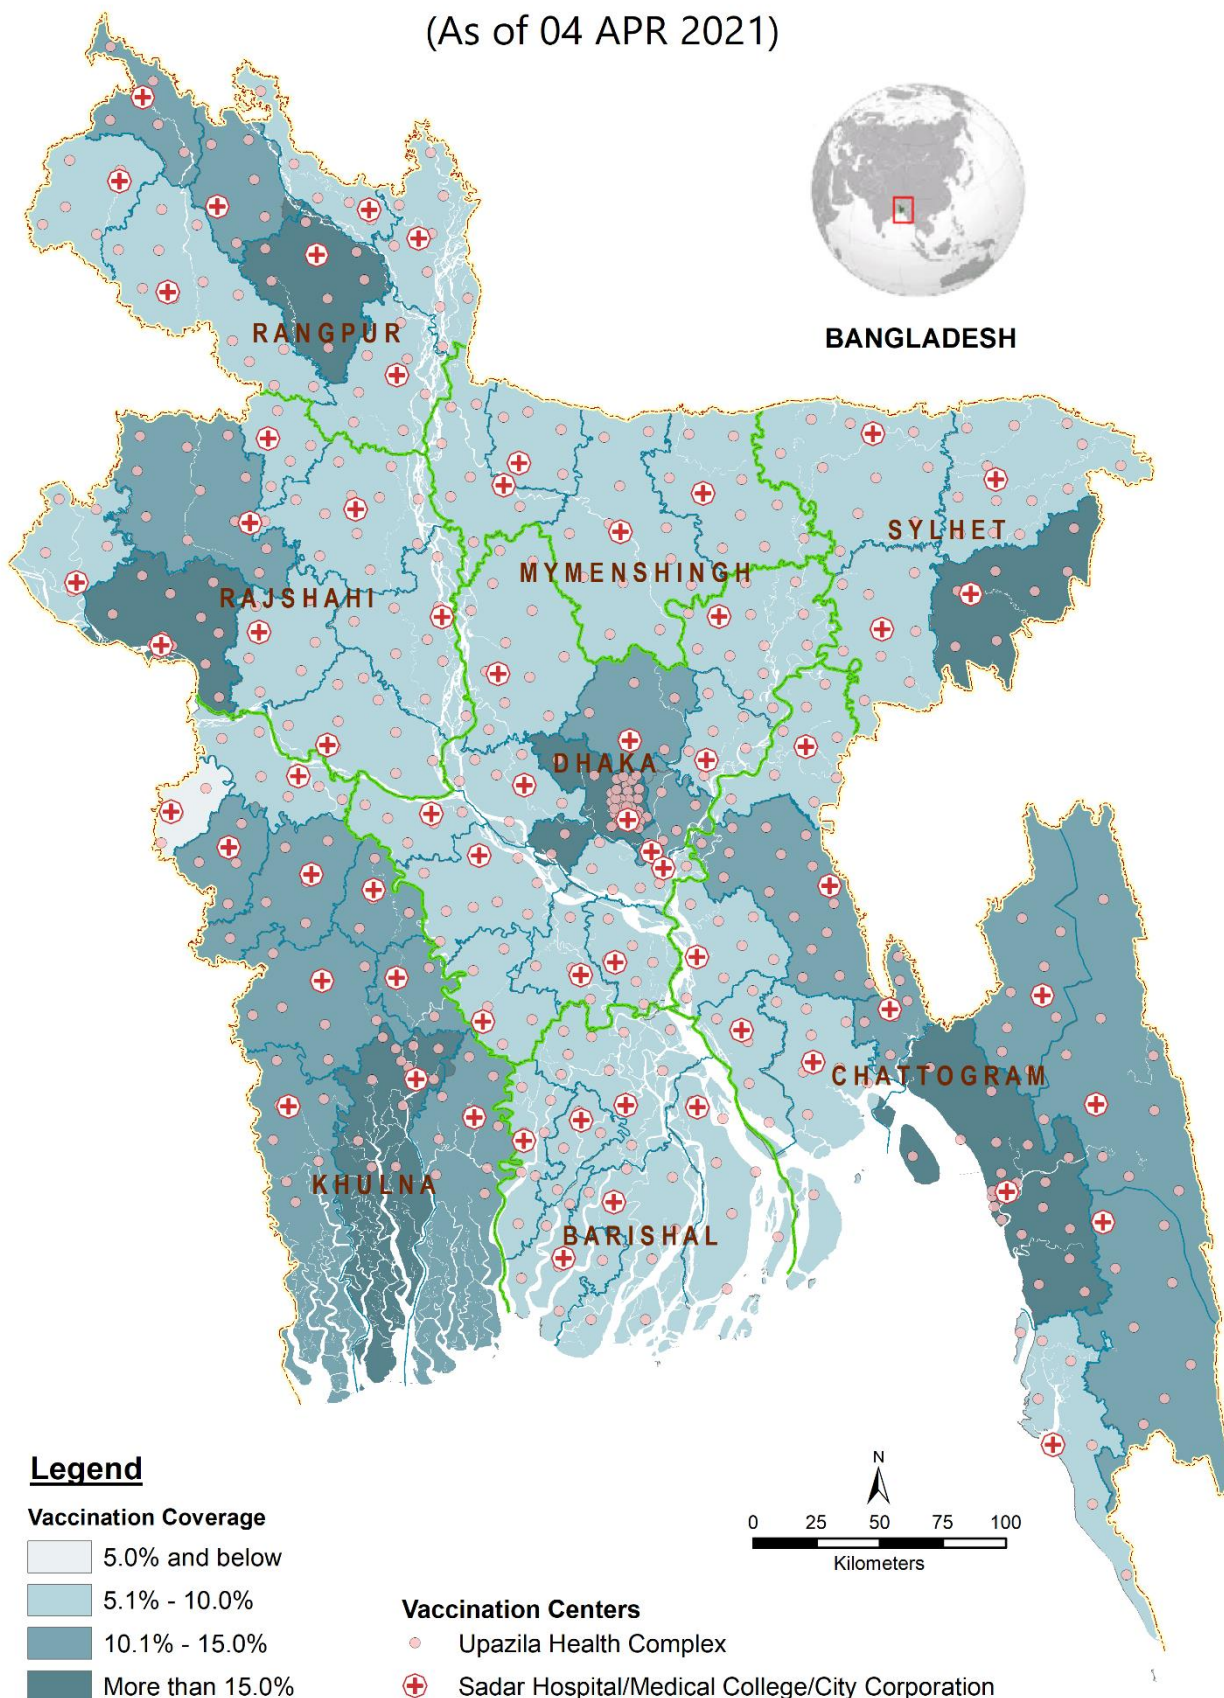 (As of 04 APR 2021)
BANGLADESH
RANGPUR
SYLHET
MYMENSHINGH
RAJSHAHI
DHAKA
CHATTOGRAM
KHULNA
BARISHAL
Legend
Vaccination Coverage
5.0% and below
5.1% - 10.0%
10.1% - 15.0%
More than 15.0%
Vaccination Centers
Upazila Health Complex
Sadar Hospital/Medical College/City Corporation
N
0 25 50 75 100
Kilometers